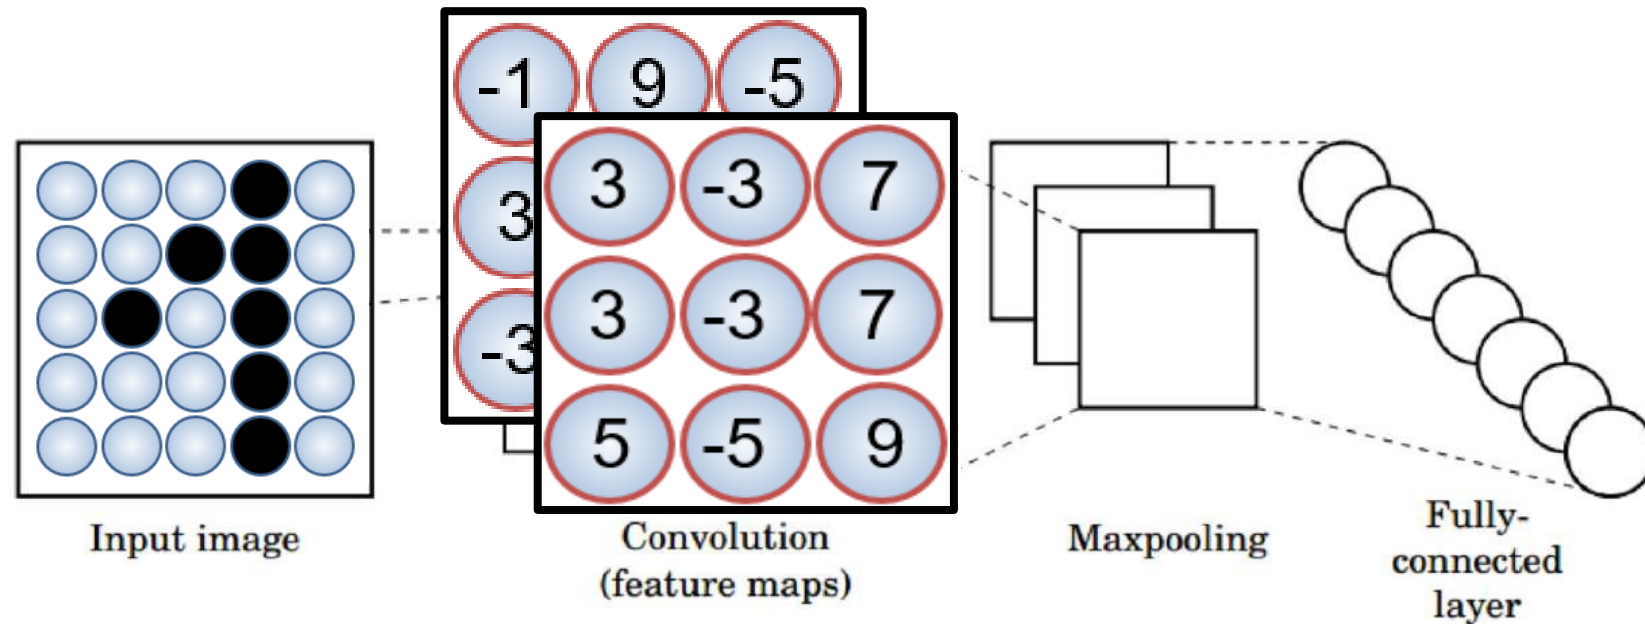 -1 9 -5
3
-3
3 -3 7
3 -3 7
5 -5 9
Input image
Convolution
(feature maps)
Maxpooling
Fully-
connected
layer